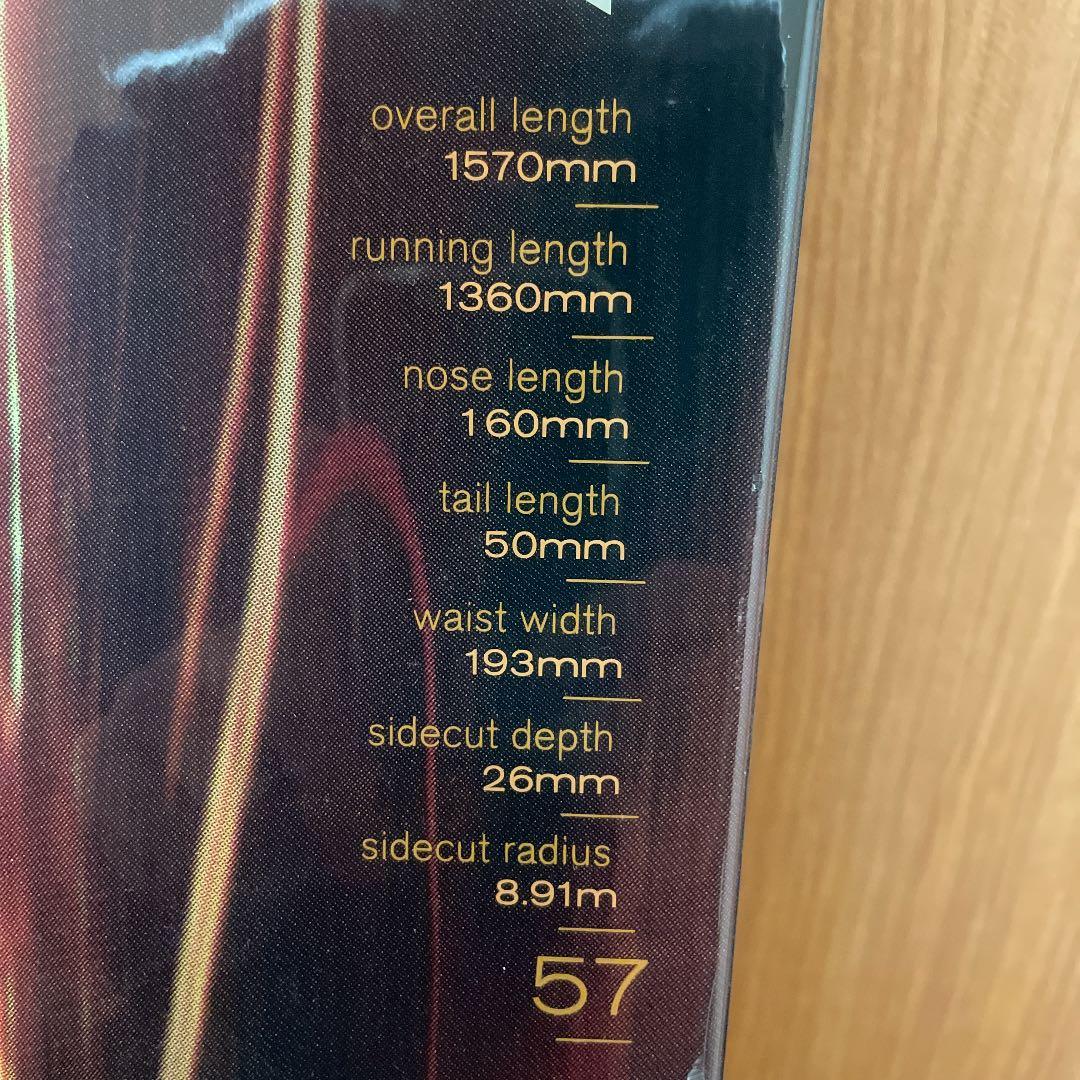 overall length
1570mm
running length
1360mm
nose length
160mm
tail length
50mm
waist width
193mm
sidecut depth
26mm
sidecut radius
8.91m
57